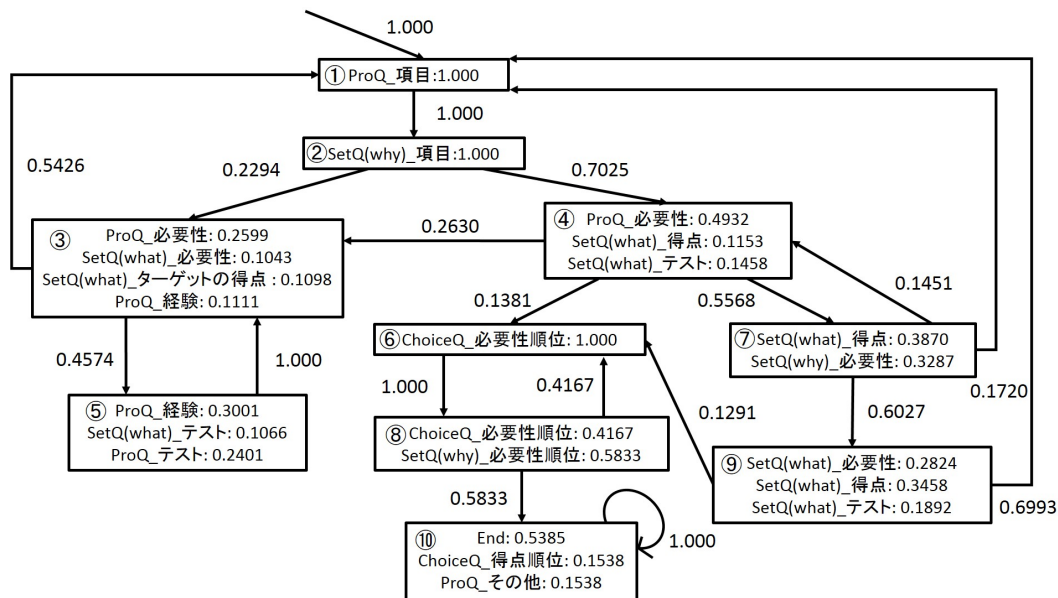 1.000
①ProQ_項目:1.000
1.000
②SetQ(why)_項目:1.000
0.5426
0.2294
0.7025
③
ProQ_必要性: 0.2599
SetQ(what)_必要性: 0.1043
SetQ(what)_ターゲットの得点 : 0.1098
ProQ_経験: 0.1111
0.2630
④
ProQ_必要性: 0.4932
SetQ(what)_得点: 0.1153
SetQ(what)_テスト: 0.1458
0.1381
0.5568
0.1451
⑥ChoiceQ_必要性順位: 1.000
⑦SetQ(what)_得点: 0.3870
SetQ(why)_必要性: 0.3287
0.4574
1.000
1.000
0.4167
0.1291
0.6027
0.1720
⑤ ProQ_経験: 0.3001
SetQ(what)_テスト: 0.1066
ProQ_テスト: 0.2401
⑧ChoiceQ_必要性順位: 0.4167
SetQ(why)_必要性順位: 0.5833
⑨ SetQ(what)_必要性: 0.2824
SetQ(what)_得点: 0.3458
SetQ(what)_テスト: 0.1892
0.6993
0.5833
⑩
End: 0.5385
ChoiceQ_得点順位: 0.1538
ProQ_その他: 0.1538
1.000